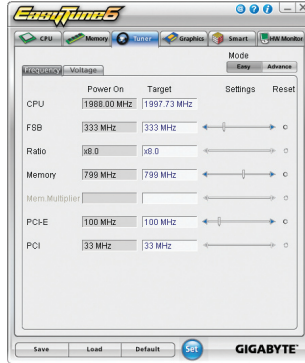 EasyTune6
CPU Memory Tuner Graphics Smart HW Monitor
Mode
Easy Advance
Frequency Voltage
Power On Target Settings Reset
CPU 1988.00 MHz 1997.73 MHz
FSB 333 MHz 333 MHz
Ratio x8.0 x8.0
Memory 799 MHz 799 MHz
Mem.Multiplier
PCI-E 100 MHz 100 MHz
PCI 33 MHz 33 MHz
Save Load Default Set GIGABYTE